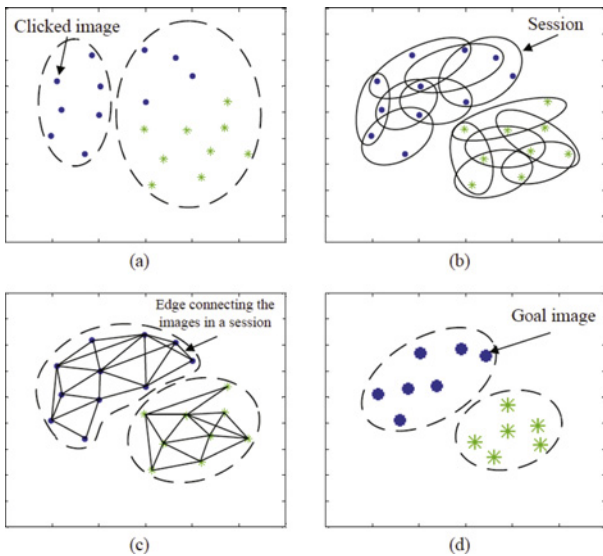 Clicked image
Session
(a)
(b)
Edge connecting the
images in a session
Goal image
(c)
(d)